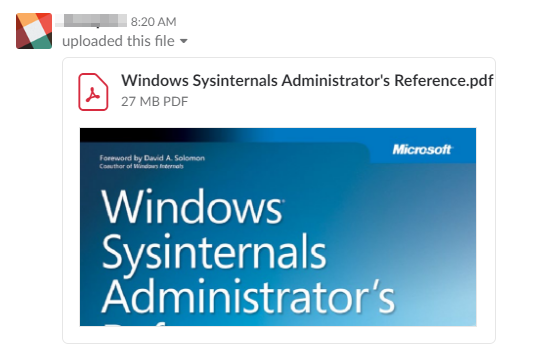 8:20 AM
uploaded this file
Windows Sysinternals Administrator's Reference.pdf
27 MB PDF
Foreword by David A. Solomon
Coauthor of Windows Internals
Microsoft
Windows
Sysinternals
Administrator's